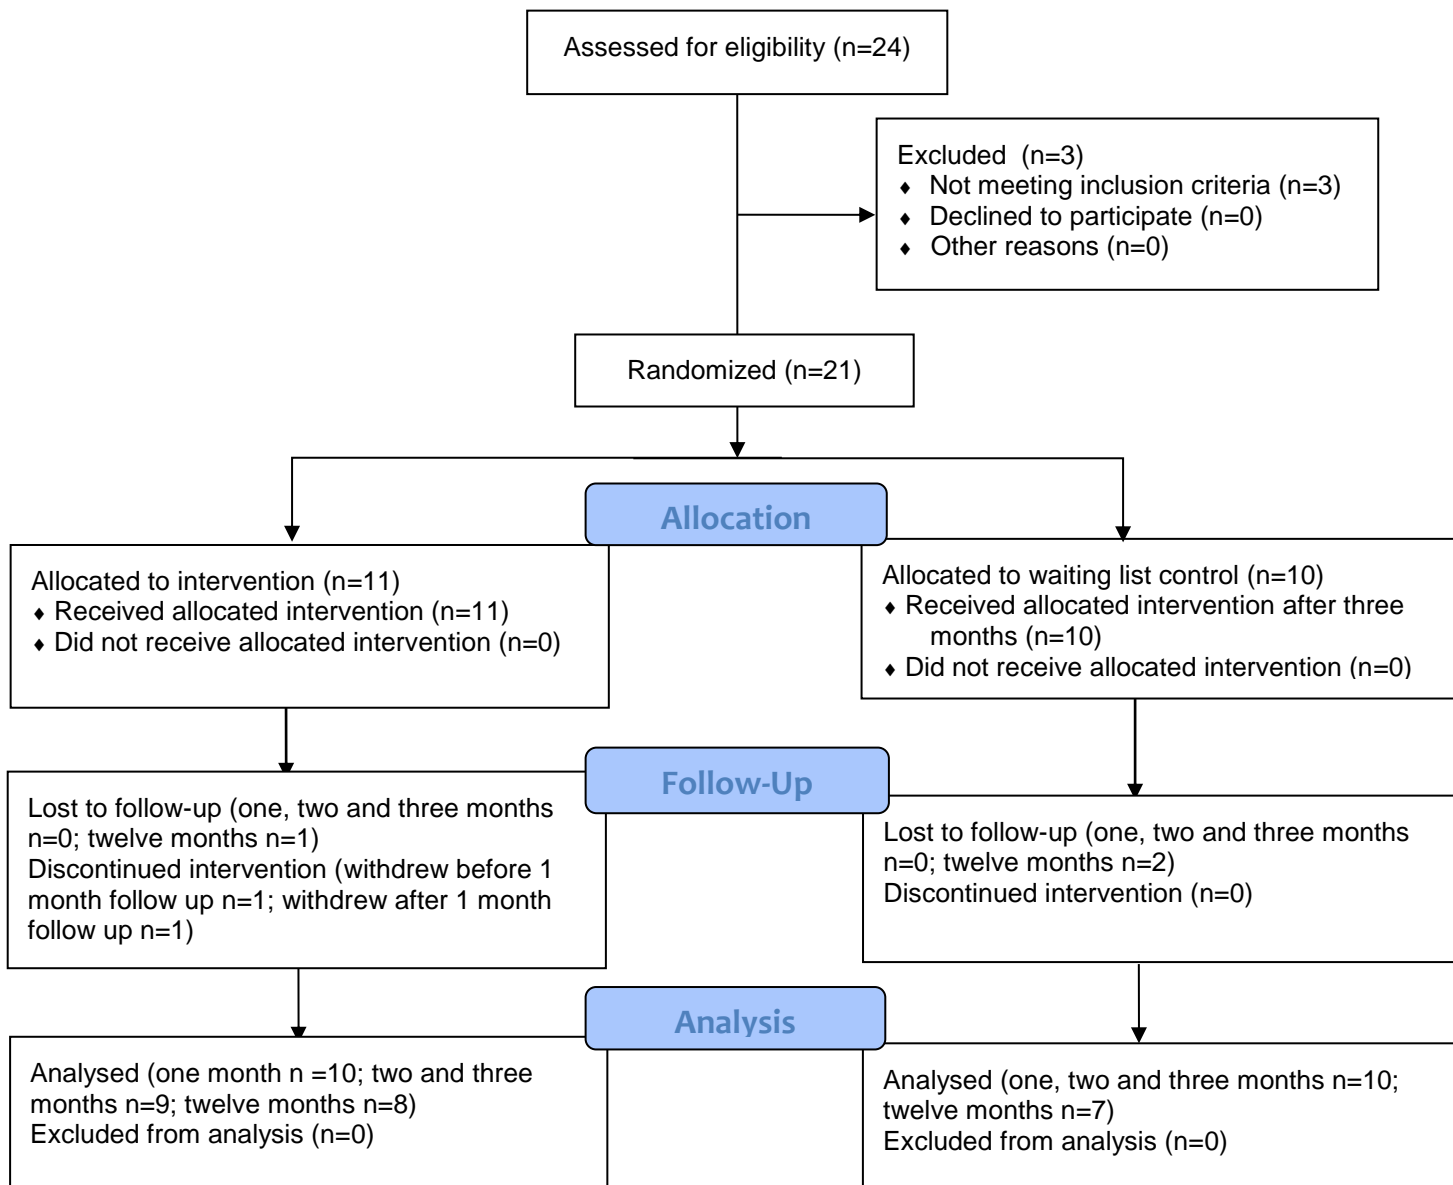 Assessed for eligibility (n=24)
Excluded (n=3)
♦ Not meeting inclusion criteria (n=3)
♦ Declined to participate (n=0)
♦ Other reasons (n=0)
Randomized (n=21)
Allocation
Allocated to intervention (n=11)
♦ Received allocated intervention (n=11)
♦ Did not receive allocated intervention (n=0)
Allocated to waiting list control (n=10)
♦ Received allocated intervention after three
months (n=10)
♦ Did not receive allocated intervention (n=0)
Follow-Up
Lost to follow-up (one, two and three months
n=0; twelve months n=1)
Discontinued intervention (withdrew before 1
month follow up n=1; withdrew after 1 month
follow up n=1)
Lost to follow-up (one, two and three months
n=0; twelve months n=2)
Discontinued intervention (n=0)
Analysis
Analysed (one month n =10; two and three
months n=9; twelve months n=8)
Excluded from analysis (n=0)
Analysed (one, two and three months n=10;
twelve months n=7)
Excluded from analysis (n=0)